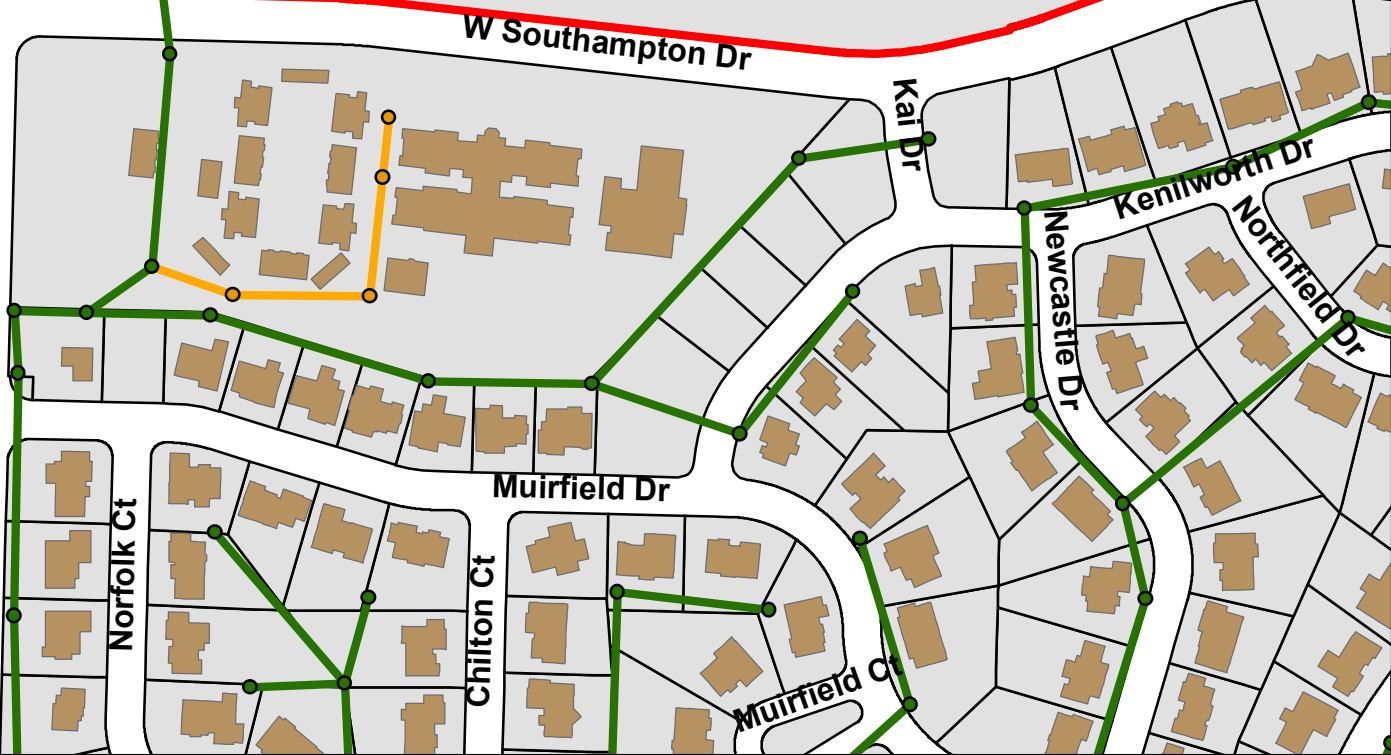 W Southampton Dr
Kai Dr
Kenilworth Dr
Newcastle Dr
Northfield Dr
Muirfield Dr
Norfolk Ct
Chilton Ct
Muirfield Ct